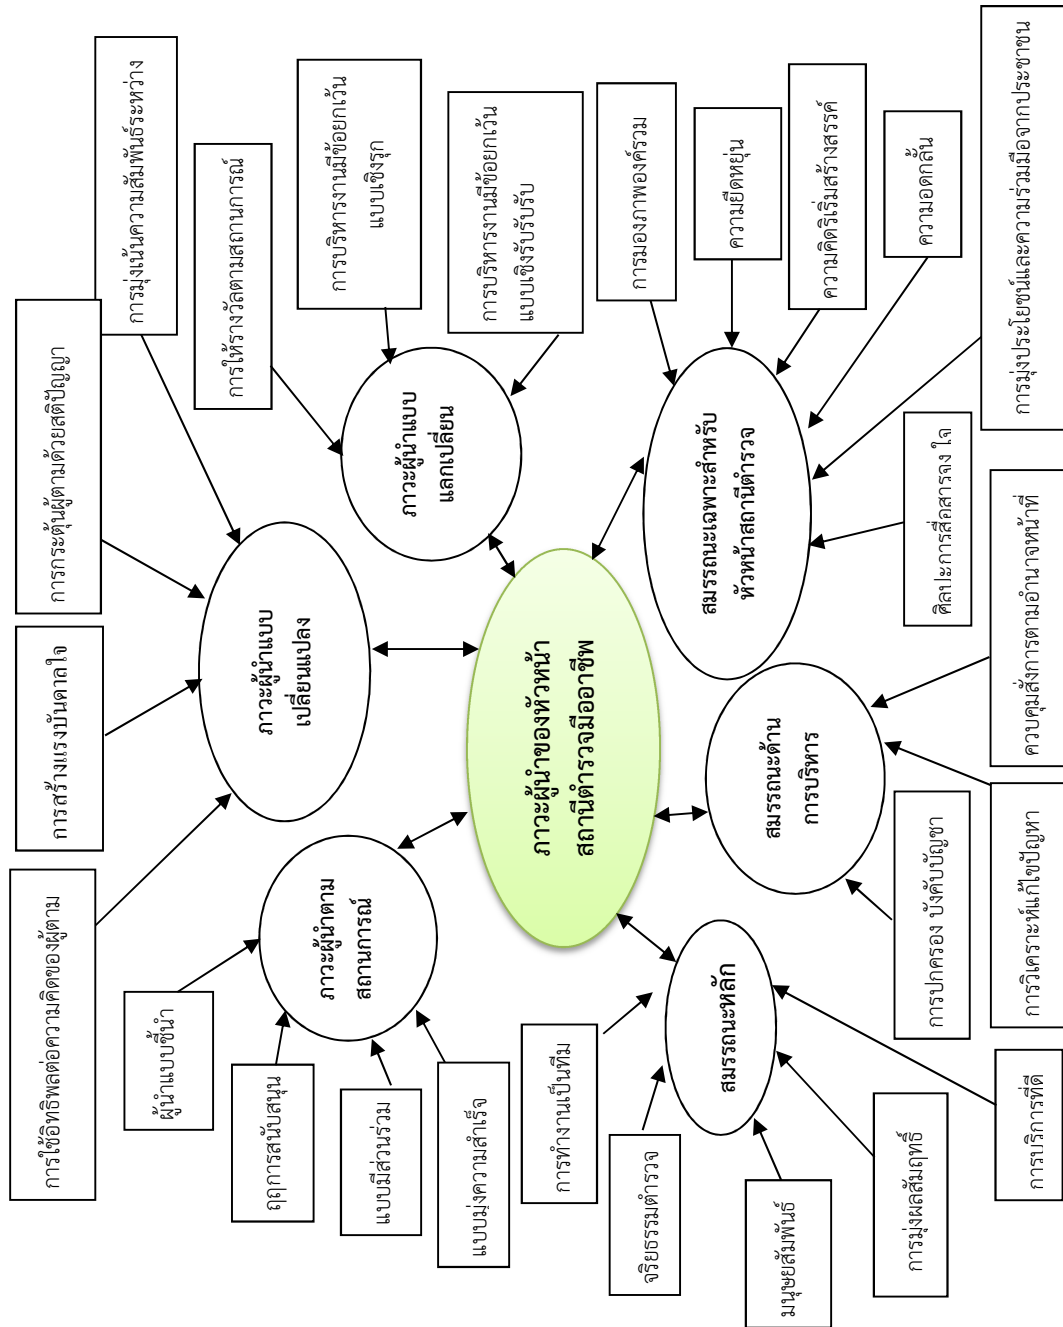 การใช้อิทธิพลต่อความคิดของผู้ตาม
การสร้างแรงบันดาลใจ
การกระตุ้นผู้ตามด้วยสติปัญญา
การมุ่งเน้นความสัมพันธ์ระหว่าง
ผู้นำแบบชี้นำ
ฤฤการสนับสนุน
แบบมีส่วนร่วม
แบบมุ่งความสำเร็จ
ภาวะผู้นำตาม
สถานการณ์
ภาวะผู้นำแบบ
เปลี่ยนแปลง
ภาวะผู้นำแบบ
แลกเปลี่ยน
การให้รางวัลตามสถานการณ์
การบริหารงานมีข้อยกเว้น
แบบเชิงรุก
การบริหารงานมีข้อยกเว้น
แบบเชิงรับรับรับ
ภาวะผู้นำของหัวหน้า
สถานีตำรวจมืออาชีพ
การทำงานเป็นทีม
จริยธรรมตำรวจ
มนุษยสัมพันธ์
การมุ่งผลสัมฤทธิ์
การบริการที่ดี
สมรรถนะหลัก
สมรรถนะด้าน
การบริหาร
สมรรถนะเฉพาะสำหรับ
หัวหน้าสถานีตำรวจ
การมองภาพองค์รวม
ความยืดหยุ่น
ความคิดริเริ่มสร้างสรรค์
ความอดกลั้น
การมุ่งประโยชน์และความร่วมมือจากประชาชน
ศิลปะการสื่อสารจูง ใจ
การปกครอง บังคับบัญชา
การวิเคราะห์แก้ไขปัญหา
ควบคุมสั่งการตามอำนาจหน้าที่